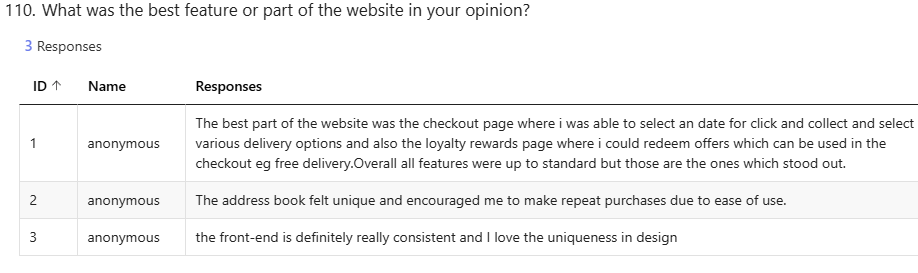 110. What was the best feature or part of the website in your opinion?
3 Responses
ID ↑ Name Responses
1 anonymous The best part of the website was the checkout page where i was able to select an date for click and collect and select
various delivery options and also the loyalty rewards page where i could redeem offers which can be used in the
checkout eg free delivery.Overall all features were up to standard but those are the ones which stood out.
2 anonymous The address book felt unique and encouraged me to make repeat purchases due to ease of use.
3 anonymous the front-end is definitely really consistent and I love the uniqueness in design